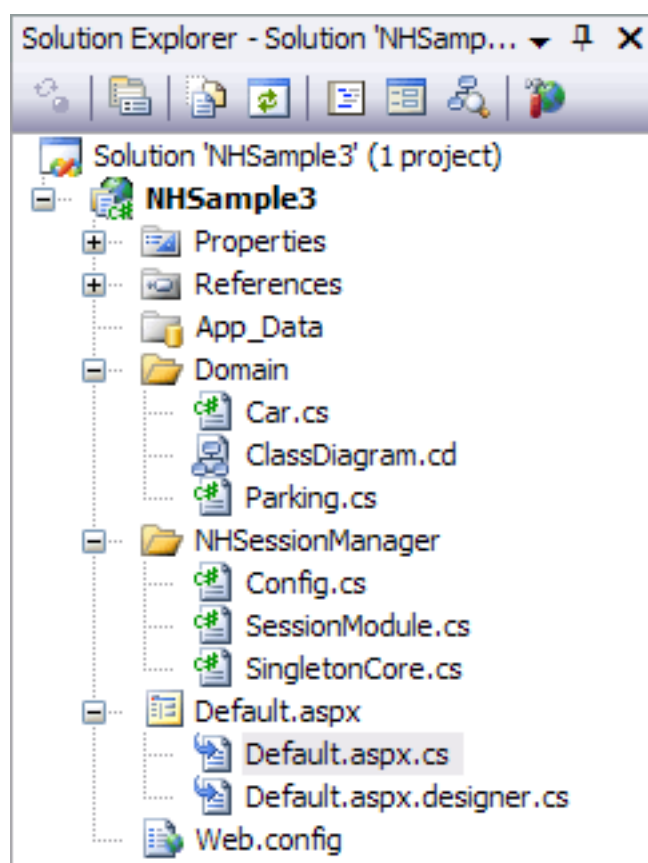 Solution Explorer - Solution 'NHSamp...
Solution 'NHSample3' (1 project)
NHSample3
Properties
References
App_Data
Domain
Car.cs
ClassDiagram.cd
Parking.cs
NHSessionManager
Config.cs
SessionModule.cs
SingletonCore.cs
Default.aspx
Default.aspx.cs
Default.aspx.designer.cs
Web.config